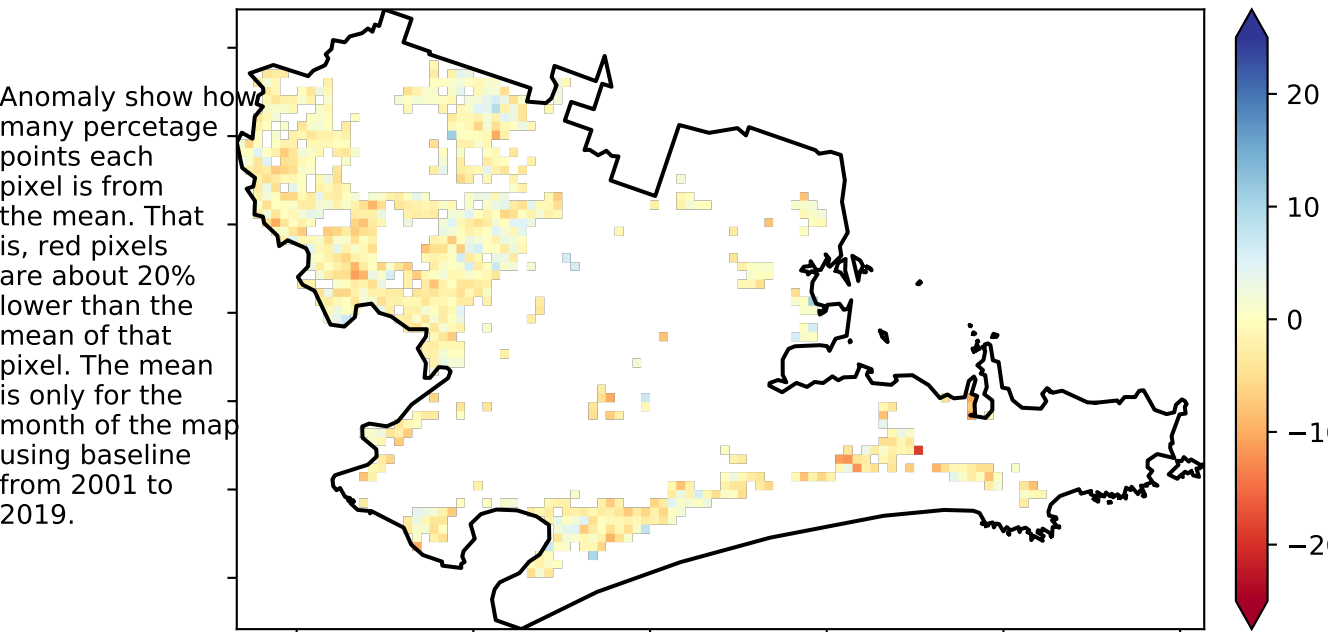 Anomaly show how
many percetage
points each
pixel is from
the mean. That
is, red pixels
are about 20%
lower than the
mean of that
pixel. The mean
is only for the
month of the map
using baseline
from 2001 to
2019.
20
10
0
−10
−20